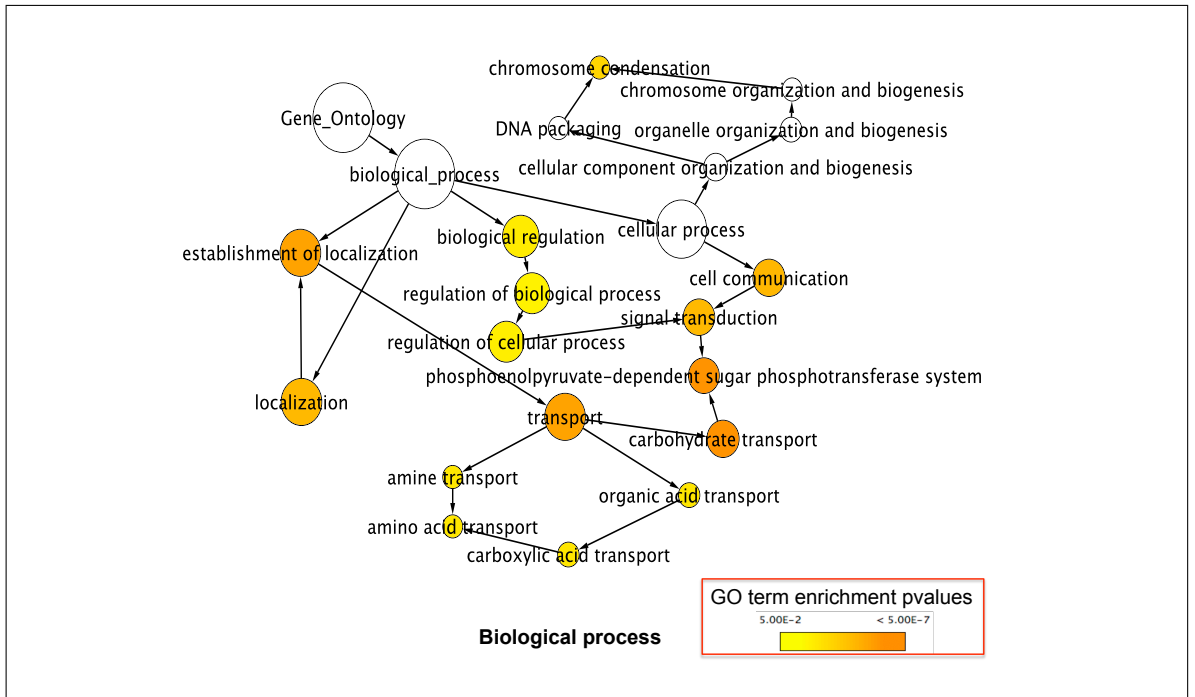 chromosome condensation
chromosome organization and biogenesis
Gene_Ontology
DNA packaging
organelle organization and biogenesis
cellular component organization and biogenesis
biological_process
cellular process
biological regulation
establishment of localization
cell communication
regulation of biological process
signal transduction
regulation of cellular process
phosphoenolpyruvate-dependent sugar phosphotransferase system
localization
transport
carbohydrate transport
amine transport
organic acid transport
amino acid transport
carboxylic acid transport
GO term enrichment pvalues
5.00E-2
< 5.00E-7
Biological process